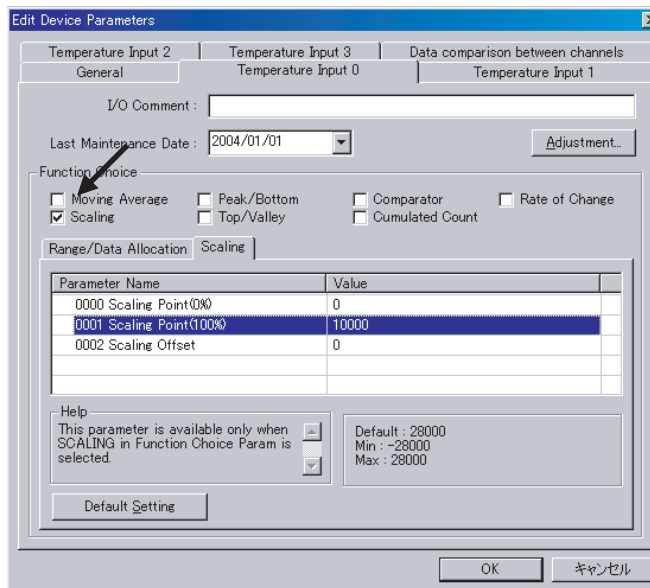 Edit Device Parameters
Temperature Input 2 Temperature Input 3 Data comparison between channels
General Temperature Input 0 Temperature Input 1
I/O Comment :
Last Maintenance Date : 2004/01/01 Adjustment...
Function Choice
Moving Average Peak/Bottom Comparator Rate of Change
Scaling Top/Valley Cumulated Count
Range/Data Allocation Scaling
Parameter Name Value
0000 Scaling Point(0%) 0
0001 Scaling Point(100%) 10000
0002 Scaling Offset 0
Help
This parameter is available only when
SCALING in Function Choice Param is
selected.
Default : 28000
Min : -28000
Max : 28000
Default Setting
OK キャンセル